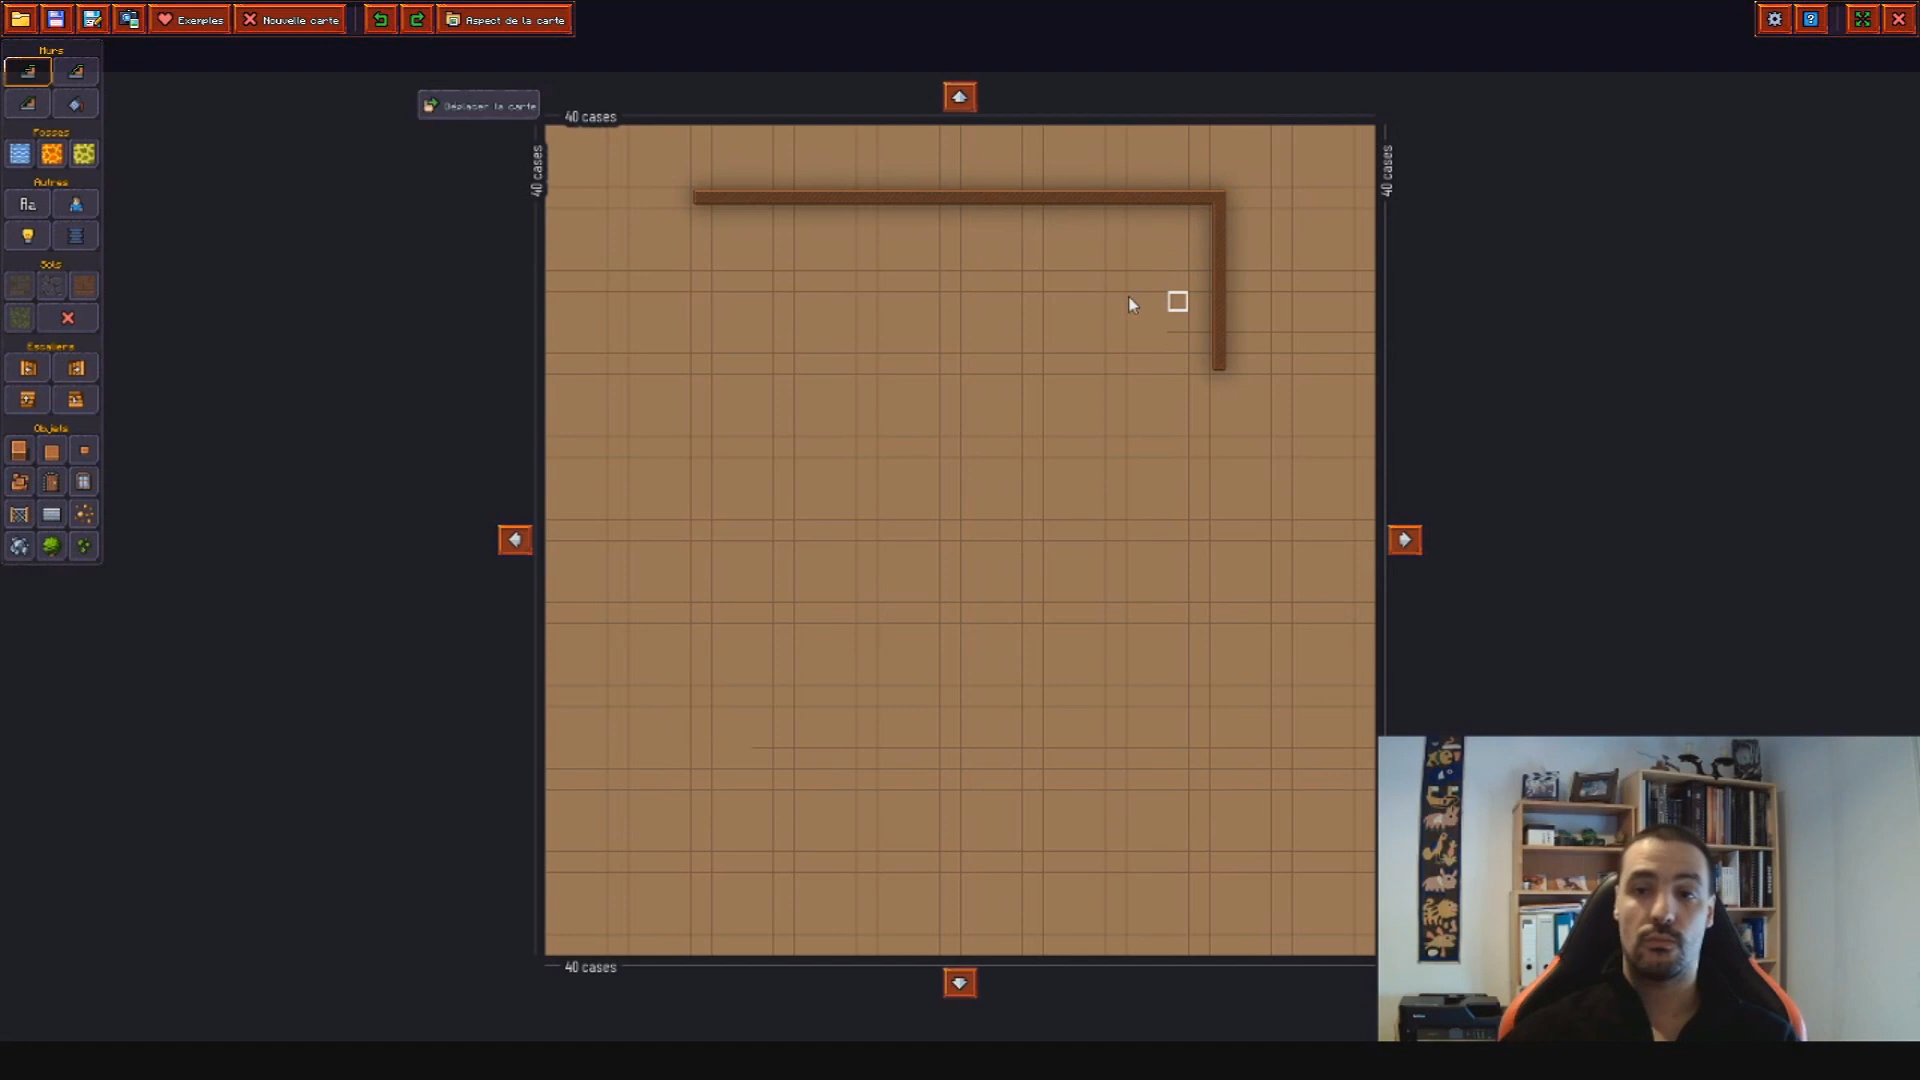 Exemples
Nouvelle carte
Aspect de la carte
?
Murs
Fosses
Autres
Aa
Sols
Escaliers
Objets
Déplacer la carte
40 cases
40 cases
40 cases
40 cases